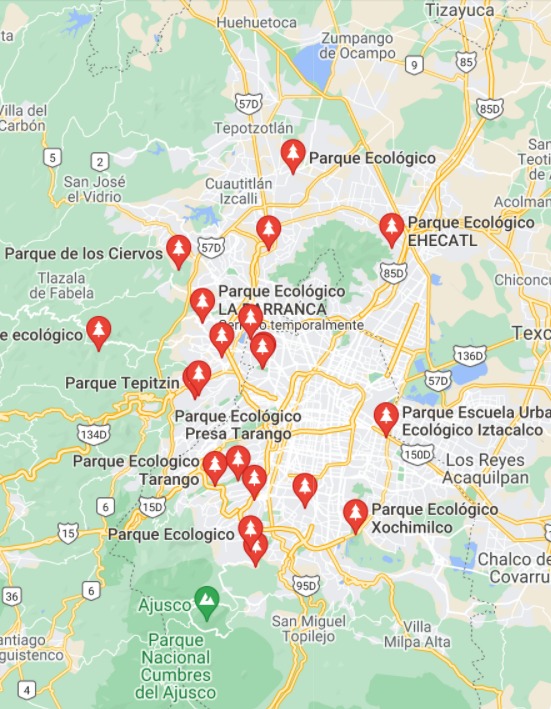 Tizayuca
Huehuetoca
Zumpango
de Ocampo
9
85
57D
85D
Villa del
Carbón
Tepotzotlán
5
2
Parque Ecológico
San José
el Vidrio
Cuautitlán
Izcalli
Acolman
Parque Ecológico
EHECATL
Parque de los Ciervos
57D
85D
Tlazala
de Fabela
Chiconcu
Parque Ecológico
LA BARRANCA
temporalmente
e ecológico
Texc
136D
57D
Parque Tepitzin
Parque Ecológico
Presa Tarango
Parque Escuela Urba
Ecológico Iztacalco
134D
150D
Parque Ecologico
Tarango
Los Reyes
Acaquilpan
6
15D
Parque Ecológico
Xochimilco
15
Parque Ecologico
Chalco de
Covarru
36
6
95D
Ajusco
San Miguel
Topilejo
Villa
Milpa Alta
Parque
Nacional
Cumbres
del Ajusco
antiago
guistenco
4